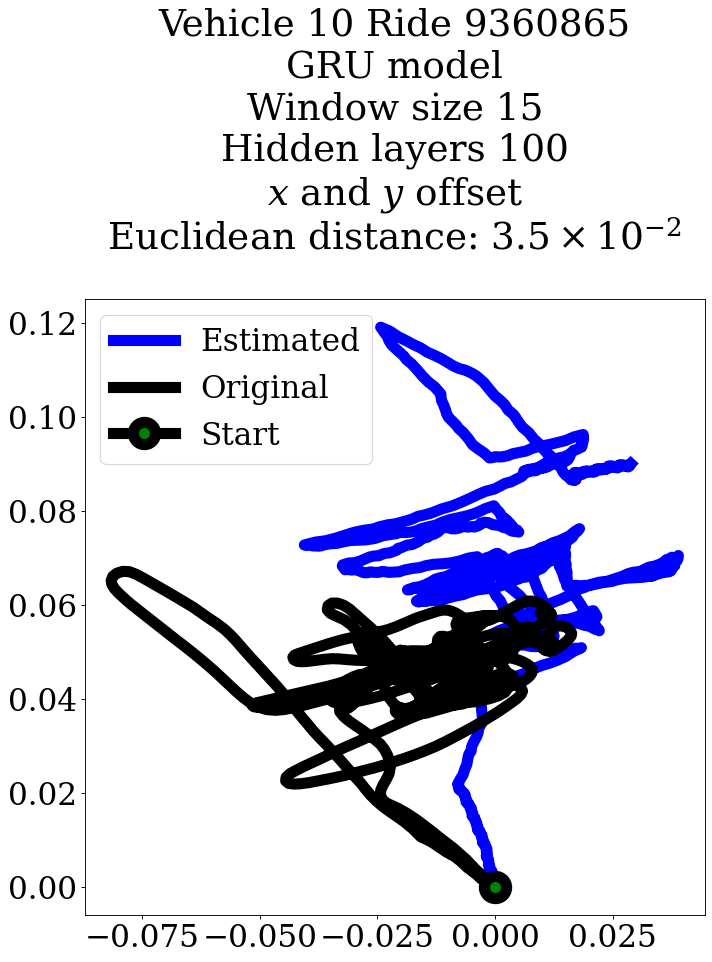 Vehicle 10 Ride 9360865
GRU model
Window size 15
Hidden layers 100
x and y offset
Euclidean distance: 3.5 × 10⁻²
Estimated
Original
Start
0.12
0.10
0.08
0.06
0.04
0.02
0.00
−0.075 −0.050 −0.025 0.000 0.025